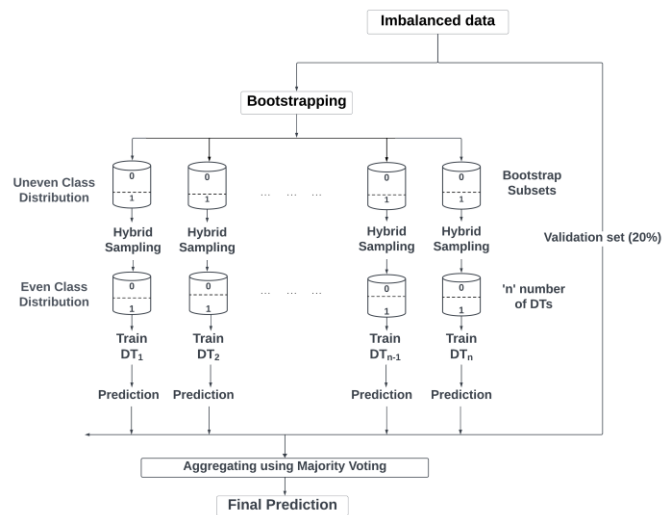 Imbalanced data
Bootstrapping
Uneven Class
Distribution
0 0 0 0
1 1 1 1
... ... ...
Bootstrap
Subsets
Hybrid
Sampling
Hybrid
Sampling
Hybrid
Sampling
Hybrid
Sampling
Validation set (20%)
Even Class
Distribution
0 0 0 0
1 1 1 1
... ... ...
'n' number
of DTs
Train
DT₁
Train
DT₂
Train
DTₙ₋₁
Train
DTₙ
Prediction Prediction Prediction Prediction
Aggregating using Majority Voting
Final Prediction